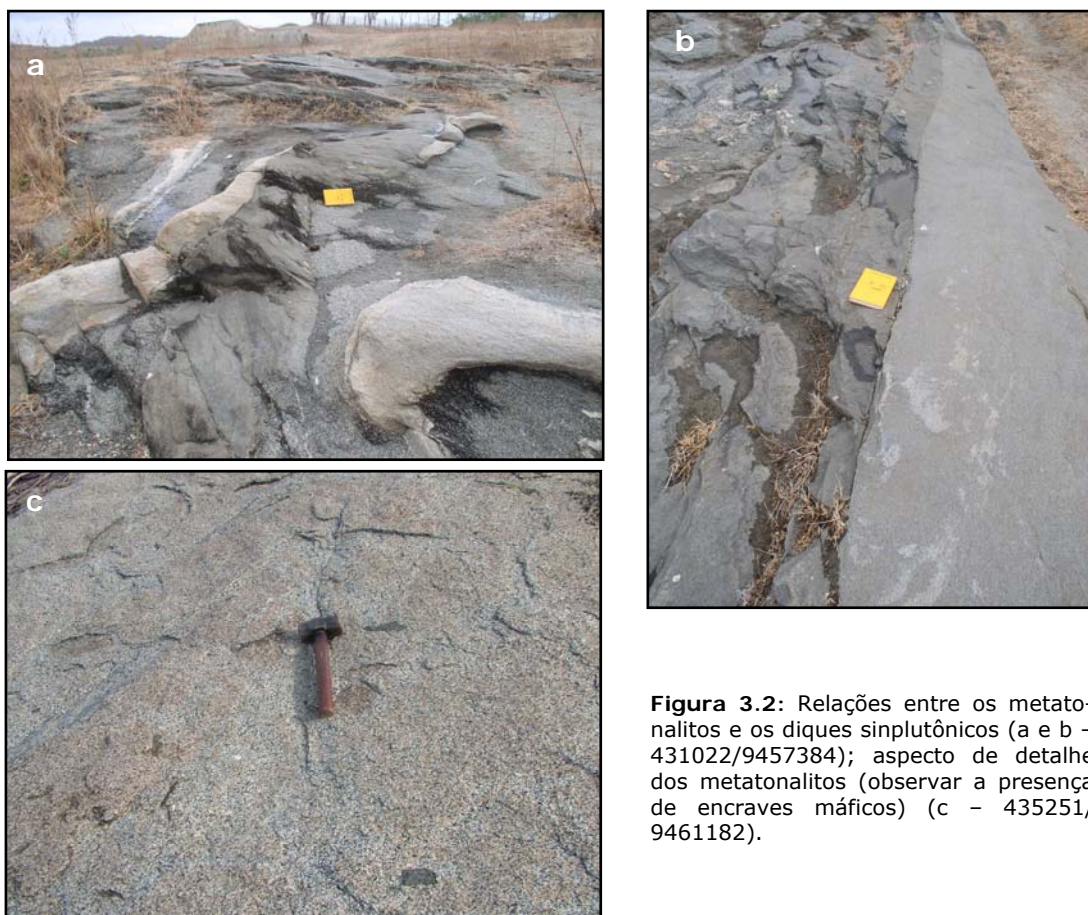 a
b
c
Figura 3.2: Relações entre os metato-
nalitos e os diques sinplutônicos (a e b –
431022/9457384); aspecto de detalhe
dos metatonalitos (observar a presença
de encraves máficos) (c – 435251/
9461182).